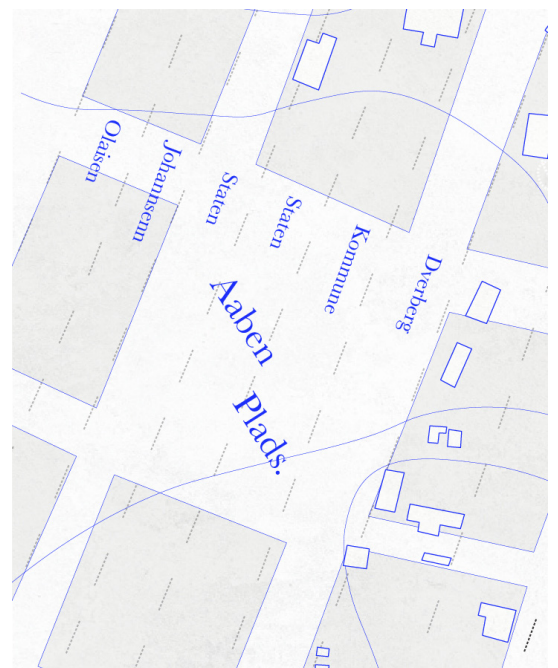 Olaisen
Johannsenn
Staten
Staten
Kommune
Dverberg
Aaben
Plads.